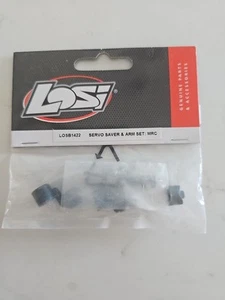 LOSI
GENUINE PARTS
& ACCESSORIES
LOSB1422 SERVO SAVER & ARM SET: MRC